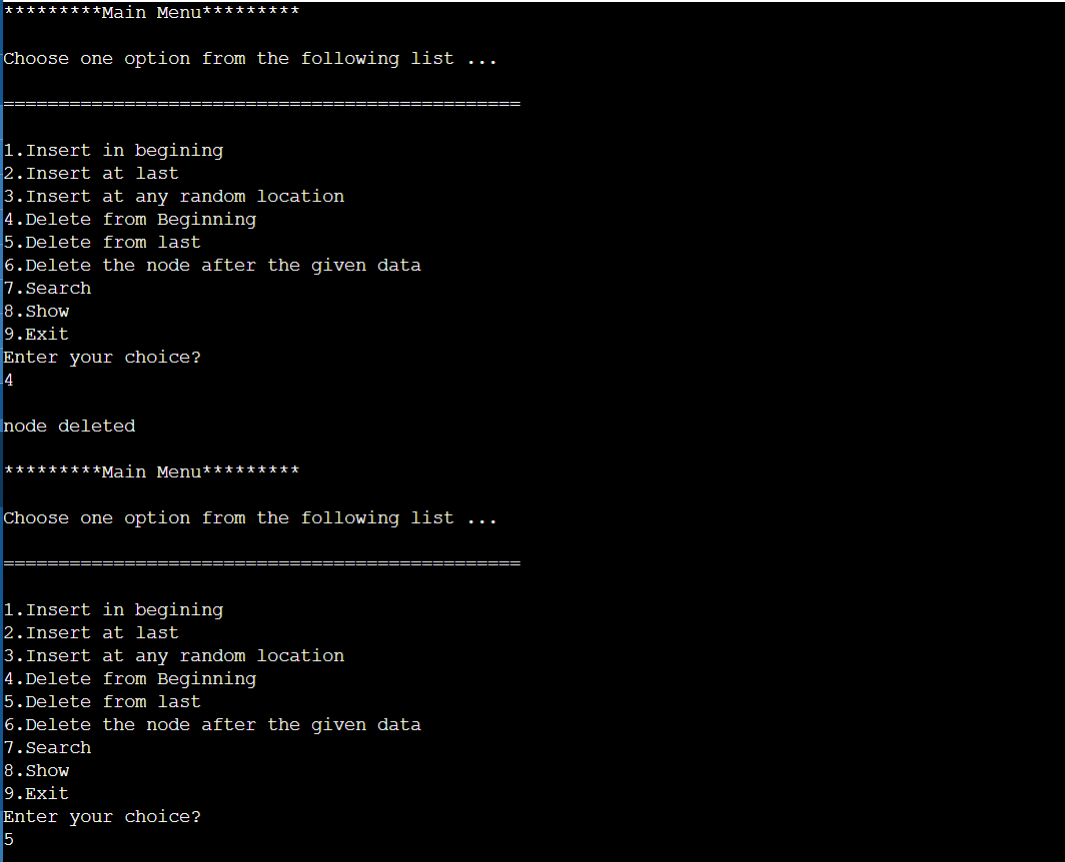 *********Main Menu*********
Choose one option from the following list ...
===============================================
1.Insert in begining
2.Insert at last
3.Insert at any random location
4.Delete from Beginning
5.Delete from last
6.Delete the node after the given data
7.Search
8.Show
9.Exit
Enter your choice?
4
node deleted
*********Main Menu*********
Choose one option from the following list ...
===============================================
1.Insert in begining
2.Insert at last
3.Insert at any random location
4.Delete from Beginning
5.Delete from last
6.Delete the node after the given data
7.Search
8.Show
9.Exit
Enter your choice?
5